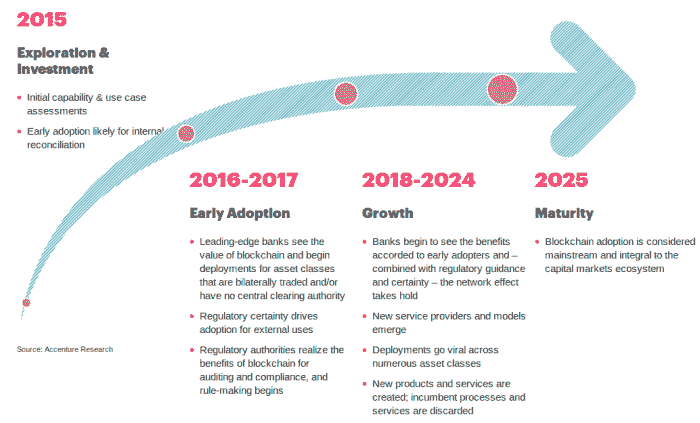 2015
Exploration &
Investment
Initial capability & use case
assessments
Early adoption likely for internal
reconciliation
2016-2017
Early Adoption
Leading-edge banks see the
value of blockchain and begin
deployments for asset classes
that are bilaterally traded and/or
have no central clearing authority
Regulatory certainty drives
adoption for external uses
Regulatory authorities realize the
benefits of blockchain for
auditing and compliance, and
rule-making begins
2018-2024
Growth
Banks begin to see the benefits
accorded to early adopters and –
combined with regulatory guidance
and certainty – the network effect
takes hold
New service providers and models
emerge
Deployments go viral across
numerous asset classes
New products and services are
created; incumbent processes and
services are discarded
2025
Maturity
Blockchain adoption is considered
mainstream and integral to the
capital markets ecosystem
Source: Accenture Research